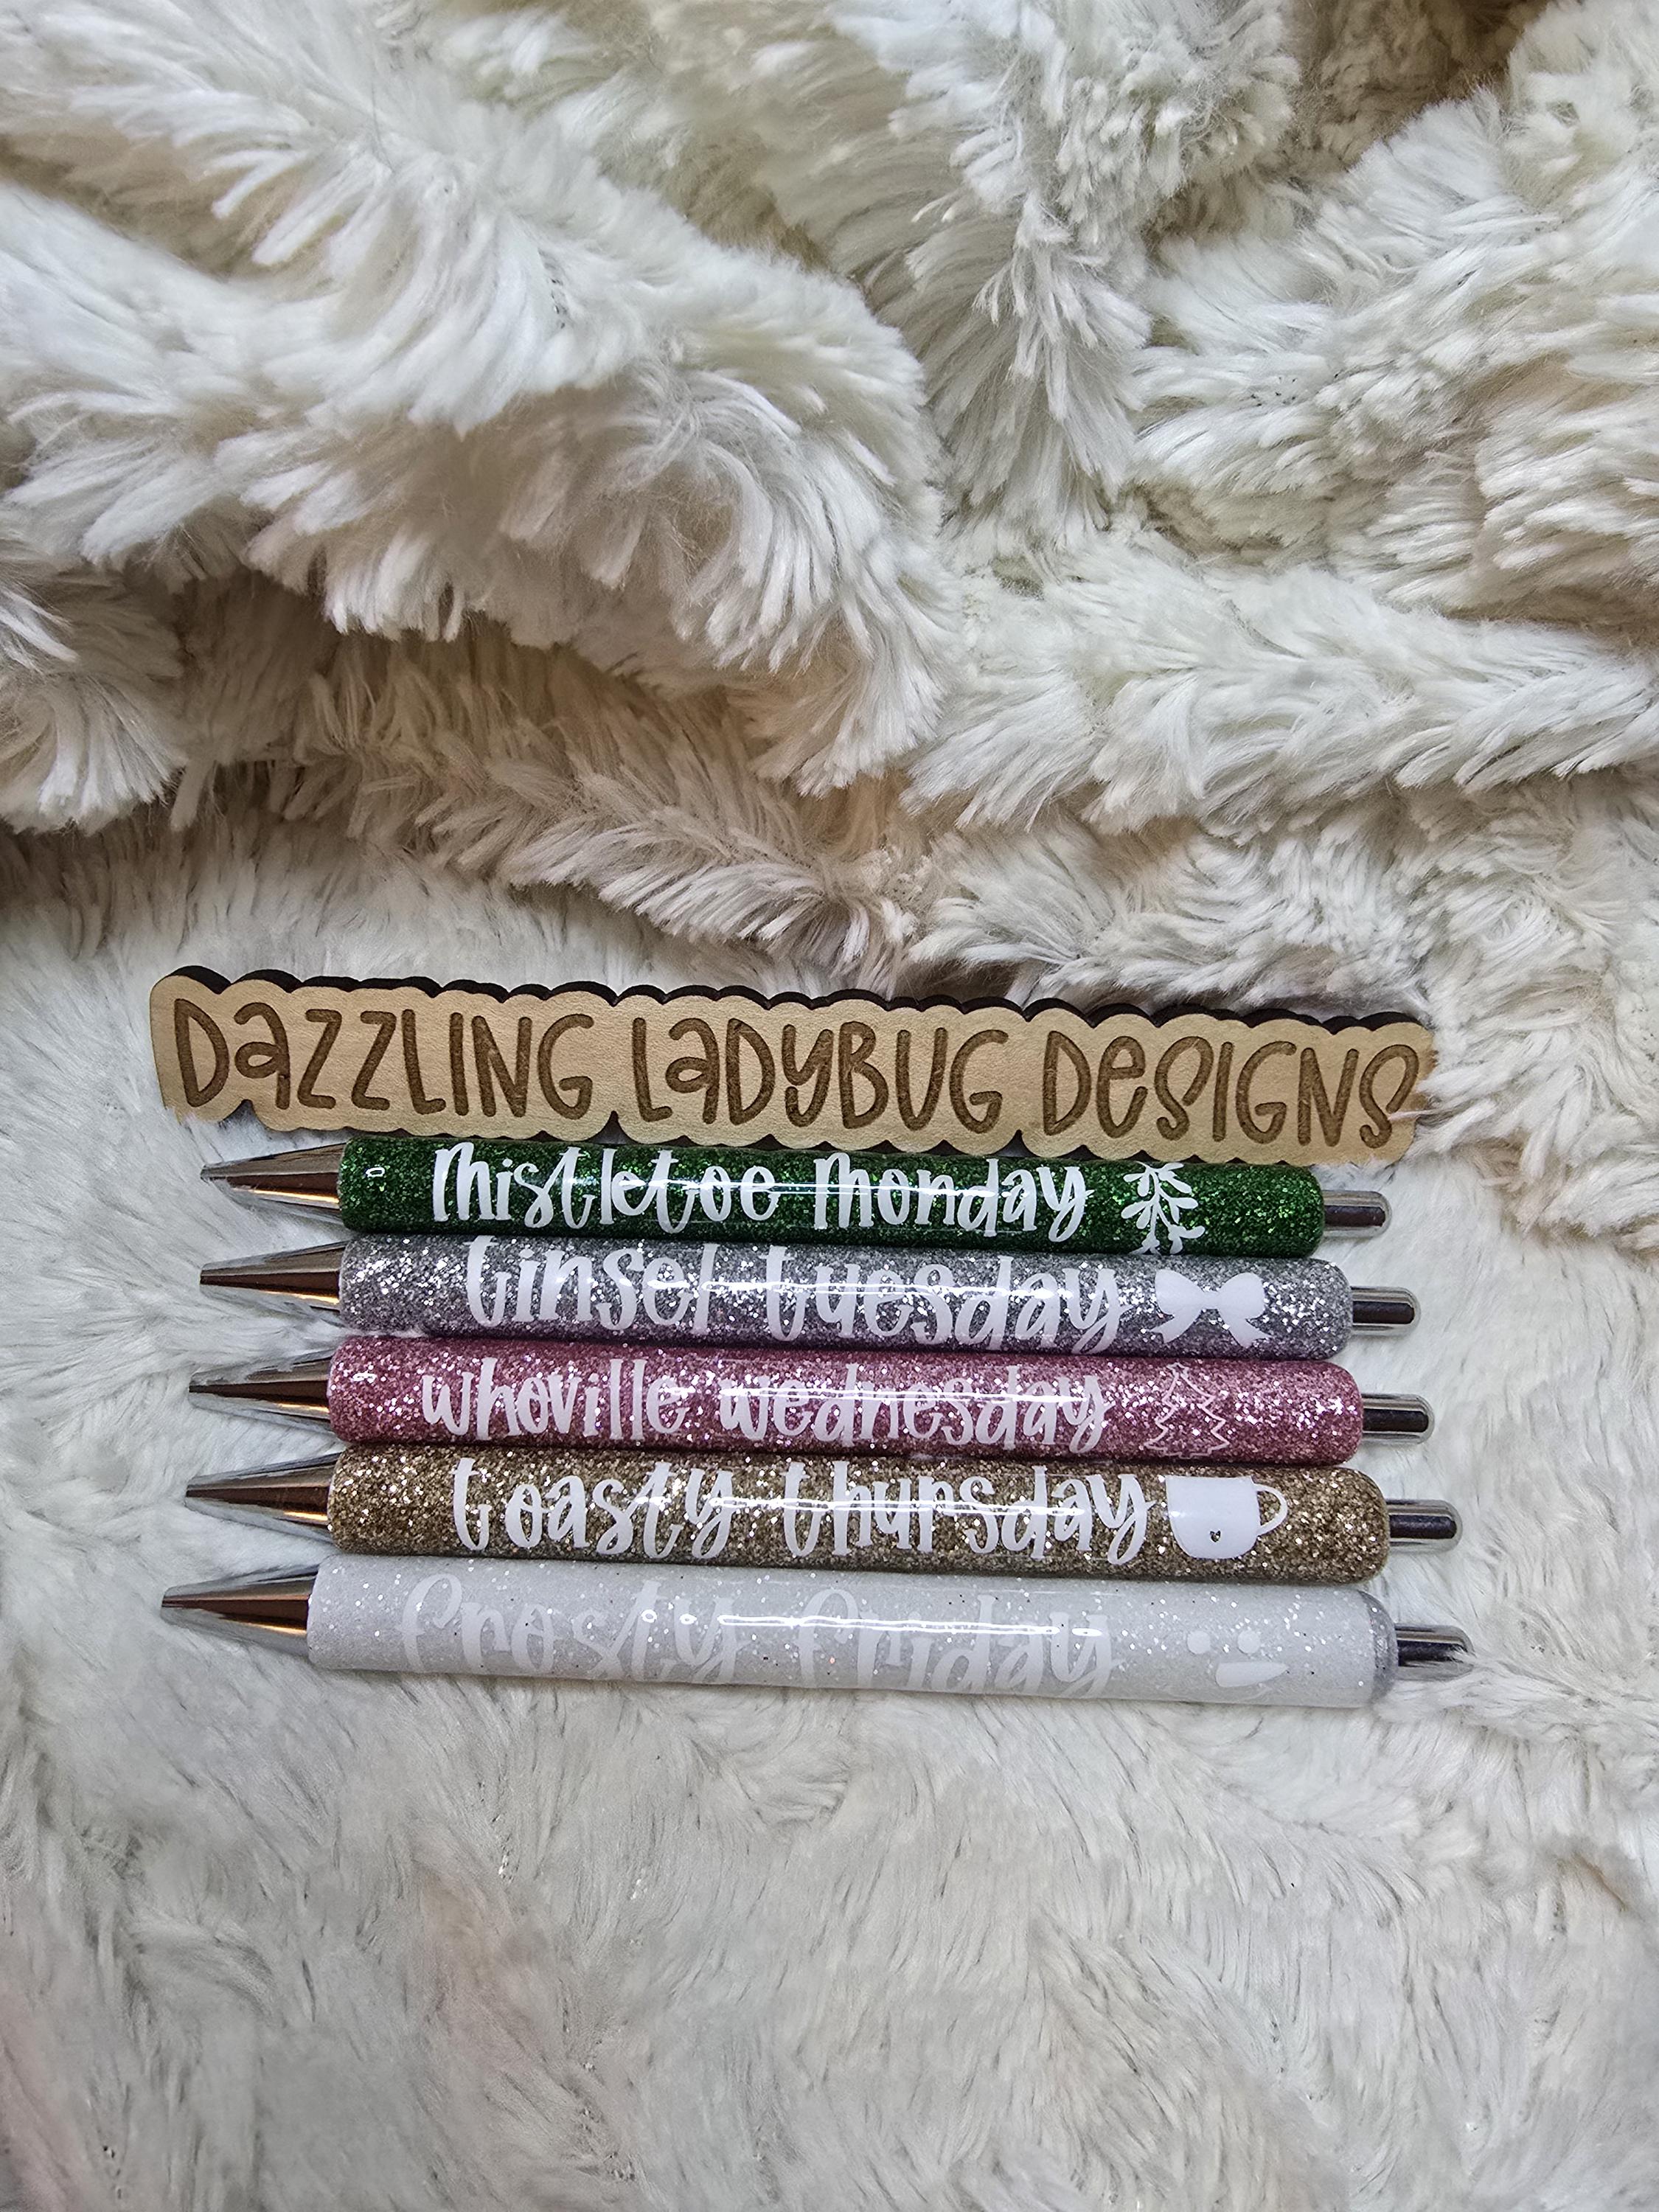 DaZZLING LaDYBUG DeSIGNS
Mistletoe Monday
tinsel tuesday
whoville wednesday
toasty thursday
frosty friday